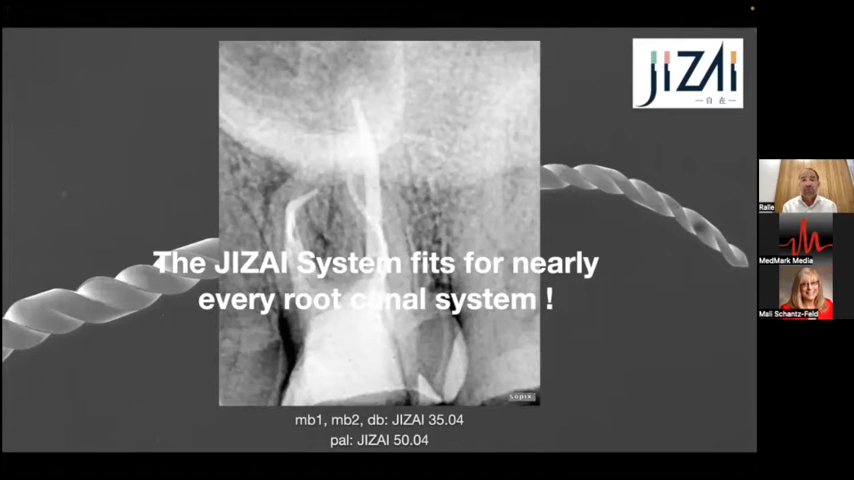 JIZAI
自在
The JIZAI System fits for nearly
every root canal system !
sopix
mb1, mb2, db: JIZAI 35.04
pal: JIZAI 50.04
Ralle
MedMark Media
Mali Schantz-Feld